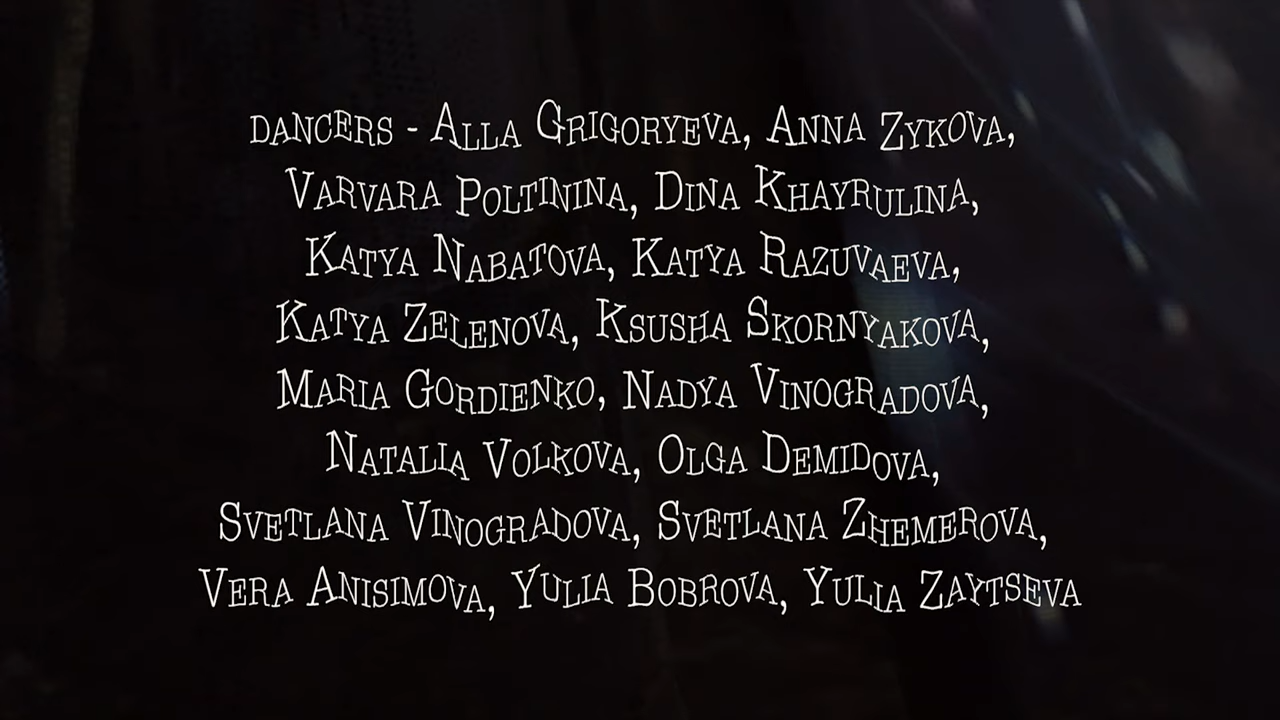 DANCERS - ALLA GRIGORYEVA, ANNA ZYKOVA,
VARVARA POLTININA, DINA KHAYRULINA,
KATYA NABATOVA, KATYA RAZUVAEVA,
KATYA ZELENOVA, KSUSHA SKORNYAKOVA,
MARIA GORDIENKO, NADYA VINOGRADOVA,
NATALIA VOLKOVA, OLGA DEMIDOVA,
SVETLANA VINOGRADOVA, SVETLANA ZHEMEROVA,
VERA ANISIMOVA, YULIA BOBROVA, YULIA ZAYTSEVA